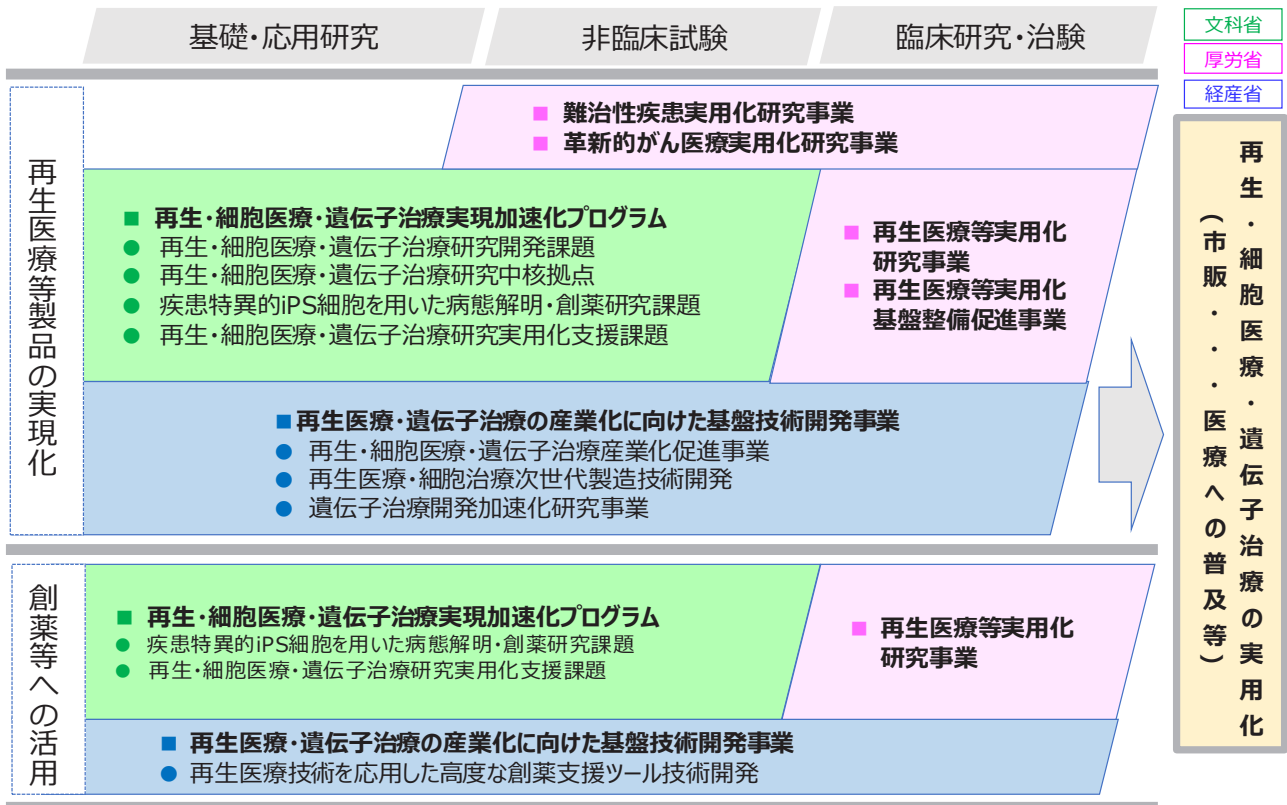 基礎・応用研究
非臨床試験
臨床研究・治験
文科省
厚労省
経産省
再生医療等製品の実現化
■ 難治性疾患実用化研究事業
■ 革新的がん医療実用化研究事業
■ 再生・細胞医療・遺伝子治療実現加速化プログラム
● 再生・細胞医療・遺伝子治療研究開発課題
● 再生・細胞医療・遺伝子治療研究中核拠点
● 疾患特異的iPS細胞を用いた病態解明・創薬研究課題
● 再生・細胞医療・遺伝子治療研究実用化支援課題
■ 再生医療等実用化
研究事業
■ 再生医療等実用化
基盤整備促進事業
■再生医療・遺伝子治療の産業化に向けた基盤技術開発事業
● 再生・細胞医療・遺伝子治療産業化促進事業
● 再生医療・細胞治療次世代製造技術開発
● 遺伝子治療開発加速化研究事業
創薬等への活用
■ 再生・細胞医療・遺伝子治療実現加速化プログラム
● 疾患特異的iPS細胞を用いた病態解明・創薬研究課題
● 再生・細胞医療・遺伝子治療研究実用化支援課題
■ 再生医療等実用化
研究事業
■ 再生医療・遺伝子治療の産業化に向けた基盤技術開発事業
● 再生医療技術を応用した高度な創薬支援ツール技術開発
再生・細胞医療・遺伝子治療の実用化
(市販・・・医療への普及等)